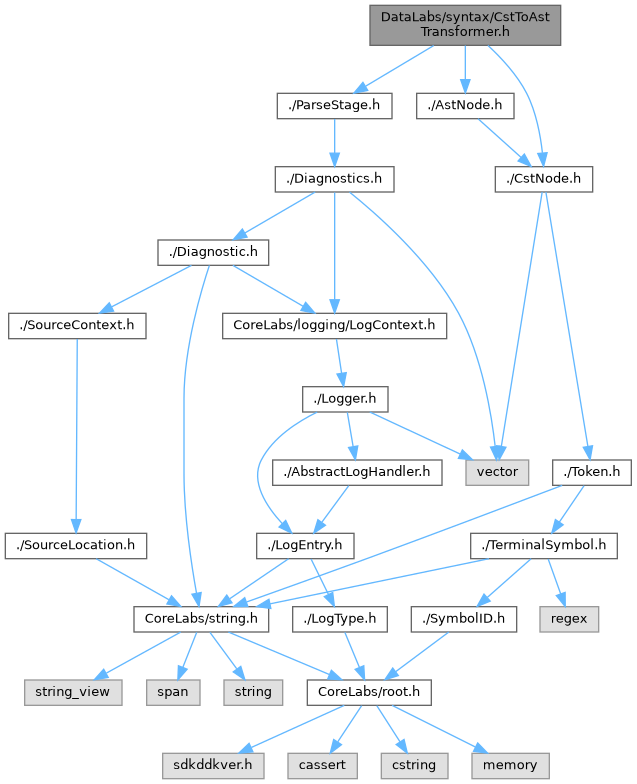 DataLabs/syntax/CstToAst
Transformer.h
./ParseStage.h
./AstNode.h
./Diagnostics.h
./CstNode.h
./Diagnostic.h
./SourceContext.h
CoreLabs/logging/LogContext.h
./Logger.h
./AbstractLogHandler.h
vector
./Token.h
./SourceLocation.h
./LogEntry.h
./TerminalSymbol.h
CoreLabs/string.h
./LogType.h
./SymbolID.h
regex
string_view
span
string
CoreLabs/root.h
sdkddkver.h
cassert
cstring
memory